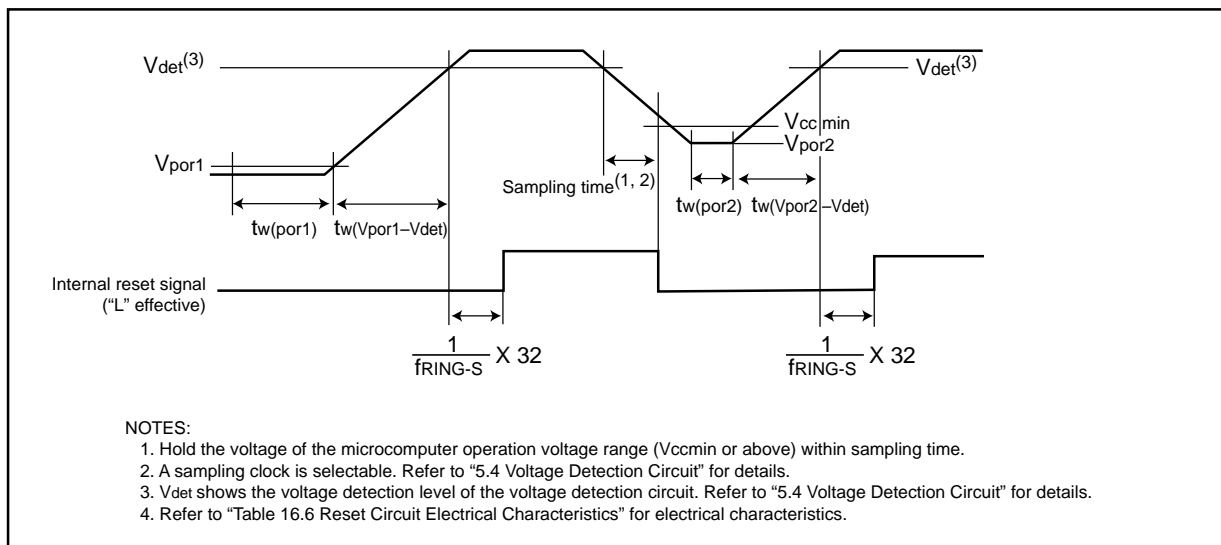 Vdet(3)
Vdet(3)
Vcc min
Vpor1
Vpor2
Sampling time(1, 2)
tw(por1)
tw(Vpor1–Vdet)
tw(por2)
tw(Vpor2–Vdet)
Internal reset signal
(“L” effective)
1
fRING-S
X 32
1
fRING-S
X 32
NOTES:
1. Hold the voltage of the microcomputer operation voltage range (Vccmin or above) within sampling time.
2. A sampling clock is selectable. Refer to “5.4 Voltage Detection Circuit” for details.
3. Vdet shows the voltage detection level of the voltage detection circuit. Refer to “5.4 Voltage Detection Circuit” for details.
4. Refer to “Table 16.6 Reset Circuit Electrical Characteristics” for electrical characteristics.